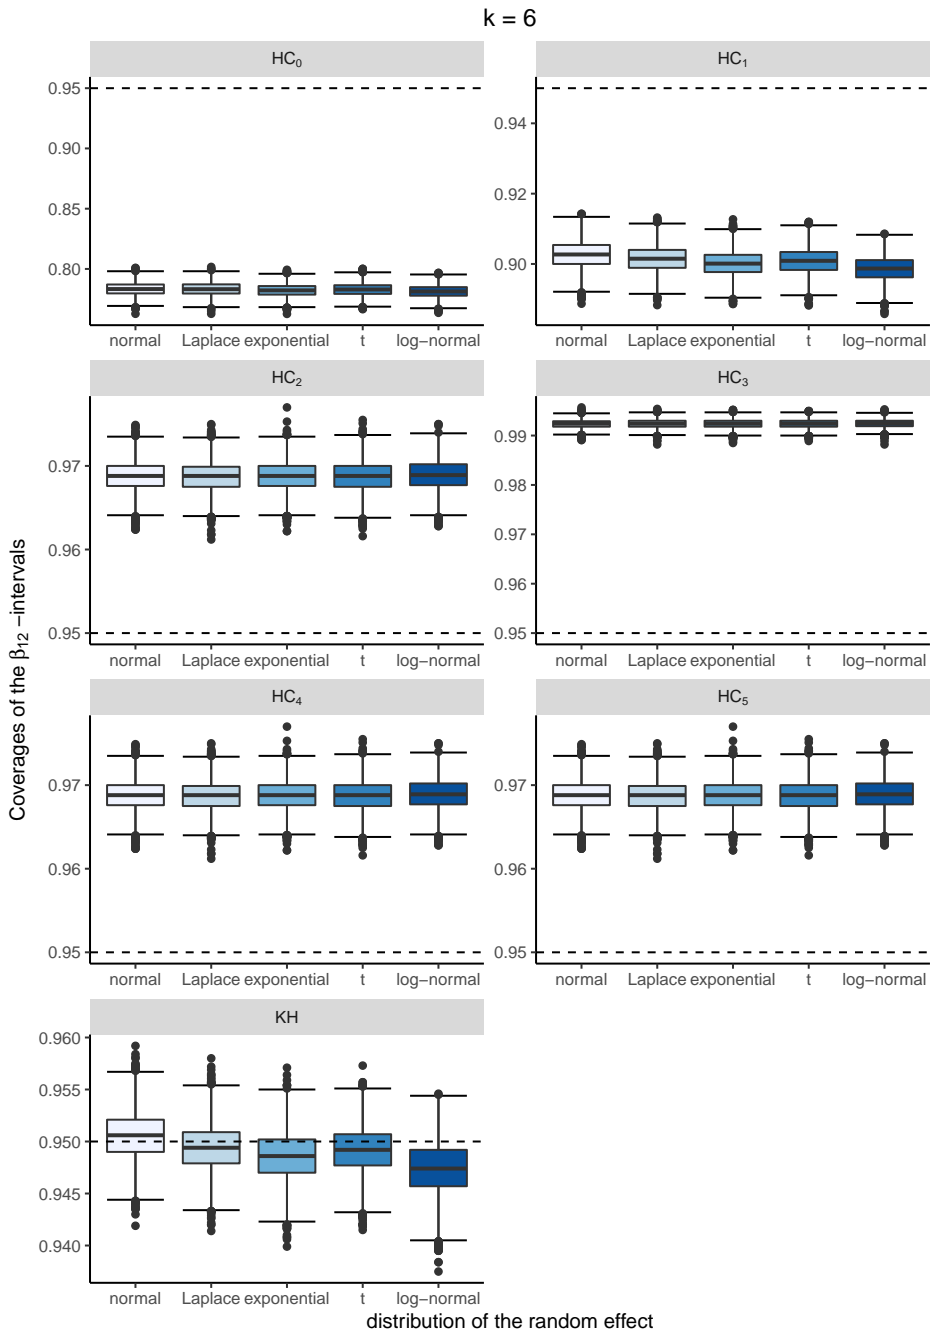 k = 6
HC₀
HC₁
0.95
0.90
0.85
0.80
0.94
0.92
0.90
normal Laplace exponential t log−normal
normal Laplace exponential t log−normal
HC₂
HC₃
0.97
0.96
0.95
0.99
0.98
0.97
0.96
0.95
normal Laplace exponential t log−normal
normal Laplace exponential t log−normal
Coverages of the β₁₂ −intervals
HC₄
HC₅
0.97
0.96
0.95
0.97
0.96
0.95
normal Laplace exponential t log−normal
normal Laplace exponential t log−normal
KH
0.960
0.955
0.950
0.945
0.940
normal Laplace exponential t log−normal
distribution of the random effect